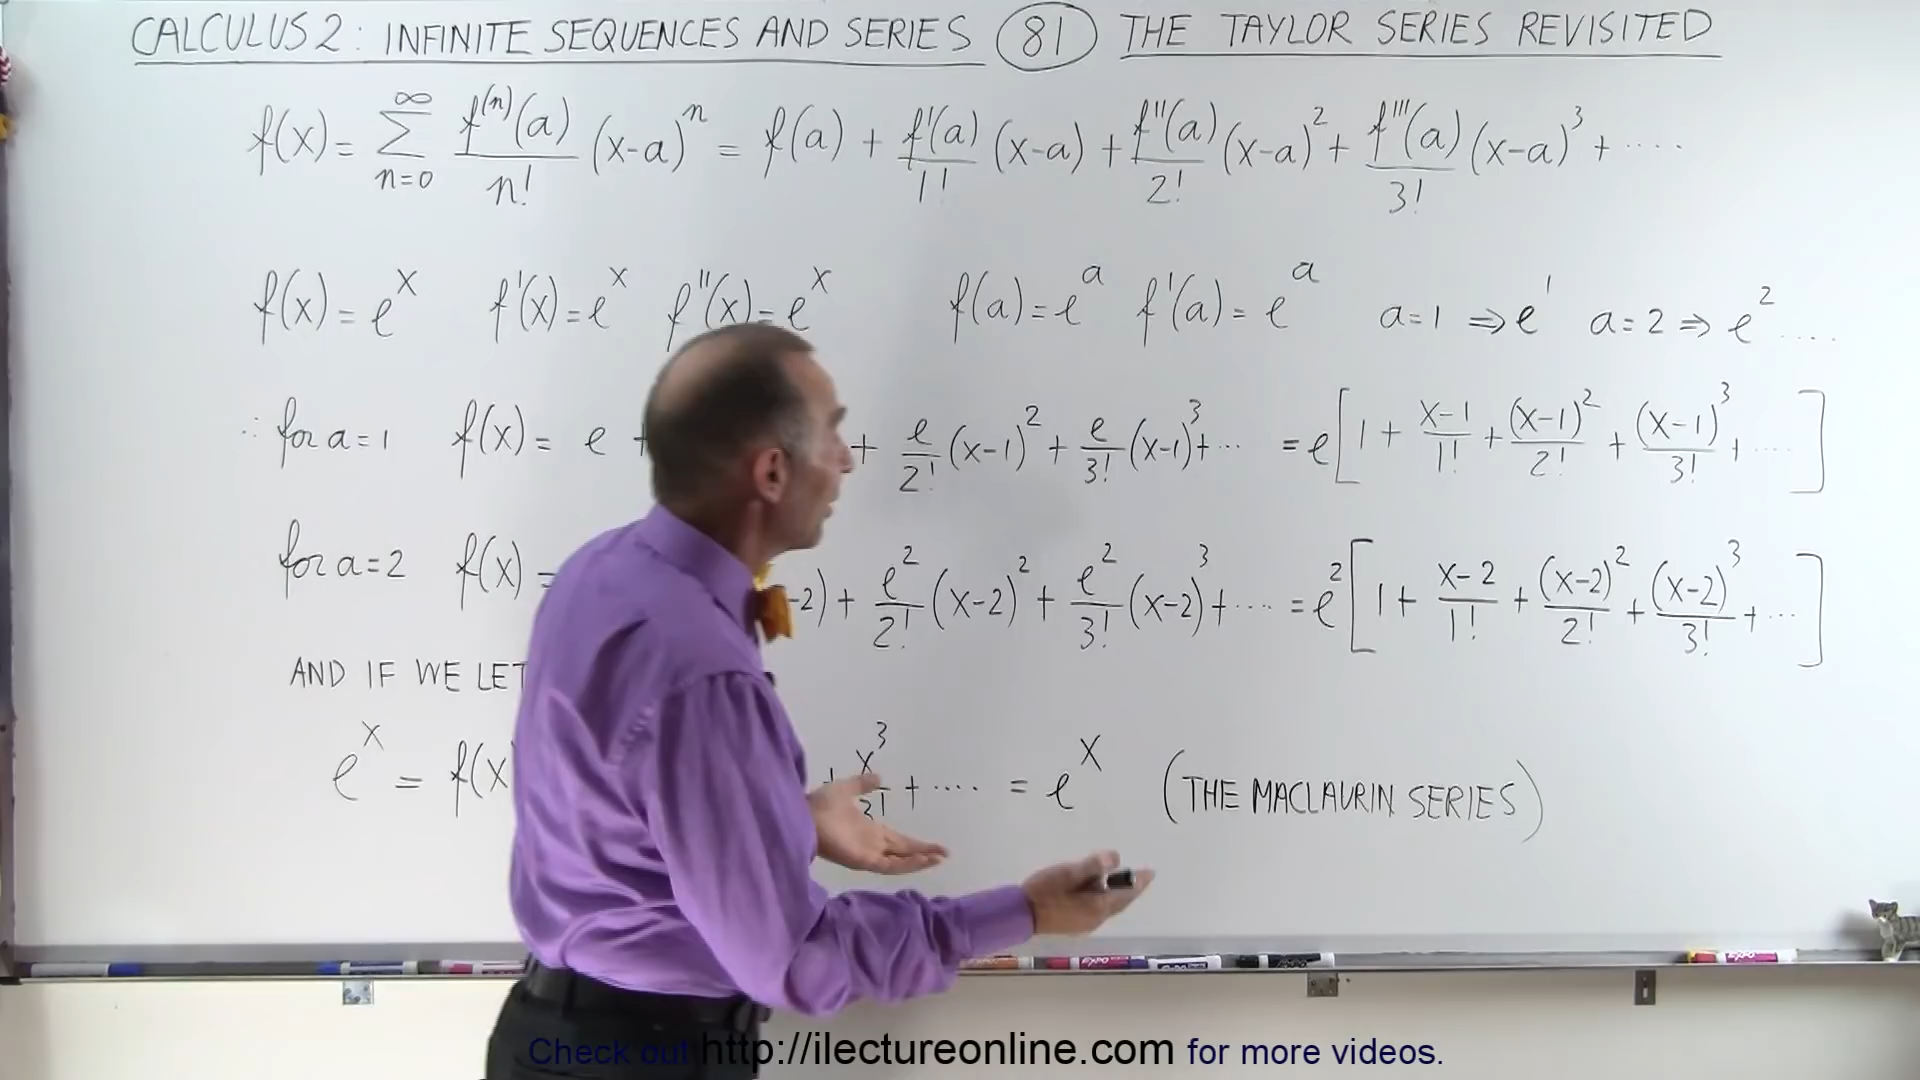 CALCULUS 2: INFINITE SEQUENCES AND SERIES (81) THE TAYLOR SERIES REVISITED
f(x) = ∑_{n=0}^{∞} f^{(n)}(a)/n! (x-a)^n = f(a) + f'(a)/1! (x-a) + f''(a)/2! (x-a)^2 + f'''(a)/3! (x-a)^3 + ·····
f(x) = e^x f'(x) = e^x f''(x) = e^x f(a) = e^a f'(a) = e^a a=1 ⇒ e^1 a=2 ⇒ e^2 ····
∴ for a=1 f(x) = e + + e/2! (x-1)^2 + e/3! (x-1)^3 + ··· = e[1 + x-1/1! + (x-1)^2/2! + (x-1)^3/3! + ····]
for a=2 f(x) = -2) + e^2/2! (x-2)^2 + e^2/3! (x-2)^3 + ···· = e^2[1 + x-2/1! + (x-2)^2/2! + (x-2)^3/3! + ···]
AND IF WE LET
e^x = f(x + x^3/3! + ···· = e^x (THE MACLAURIN SERIES)
EXPO EXPO
Check out http://ilectureonline.com for more videos.